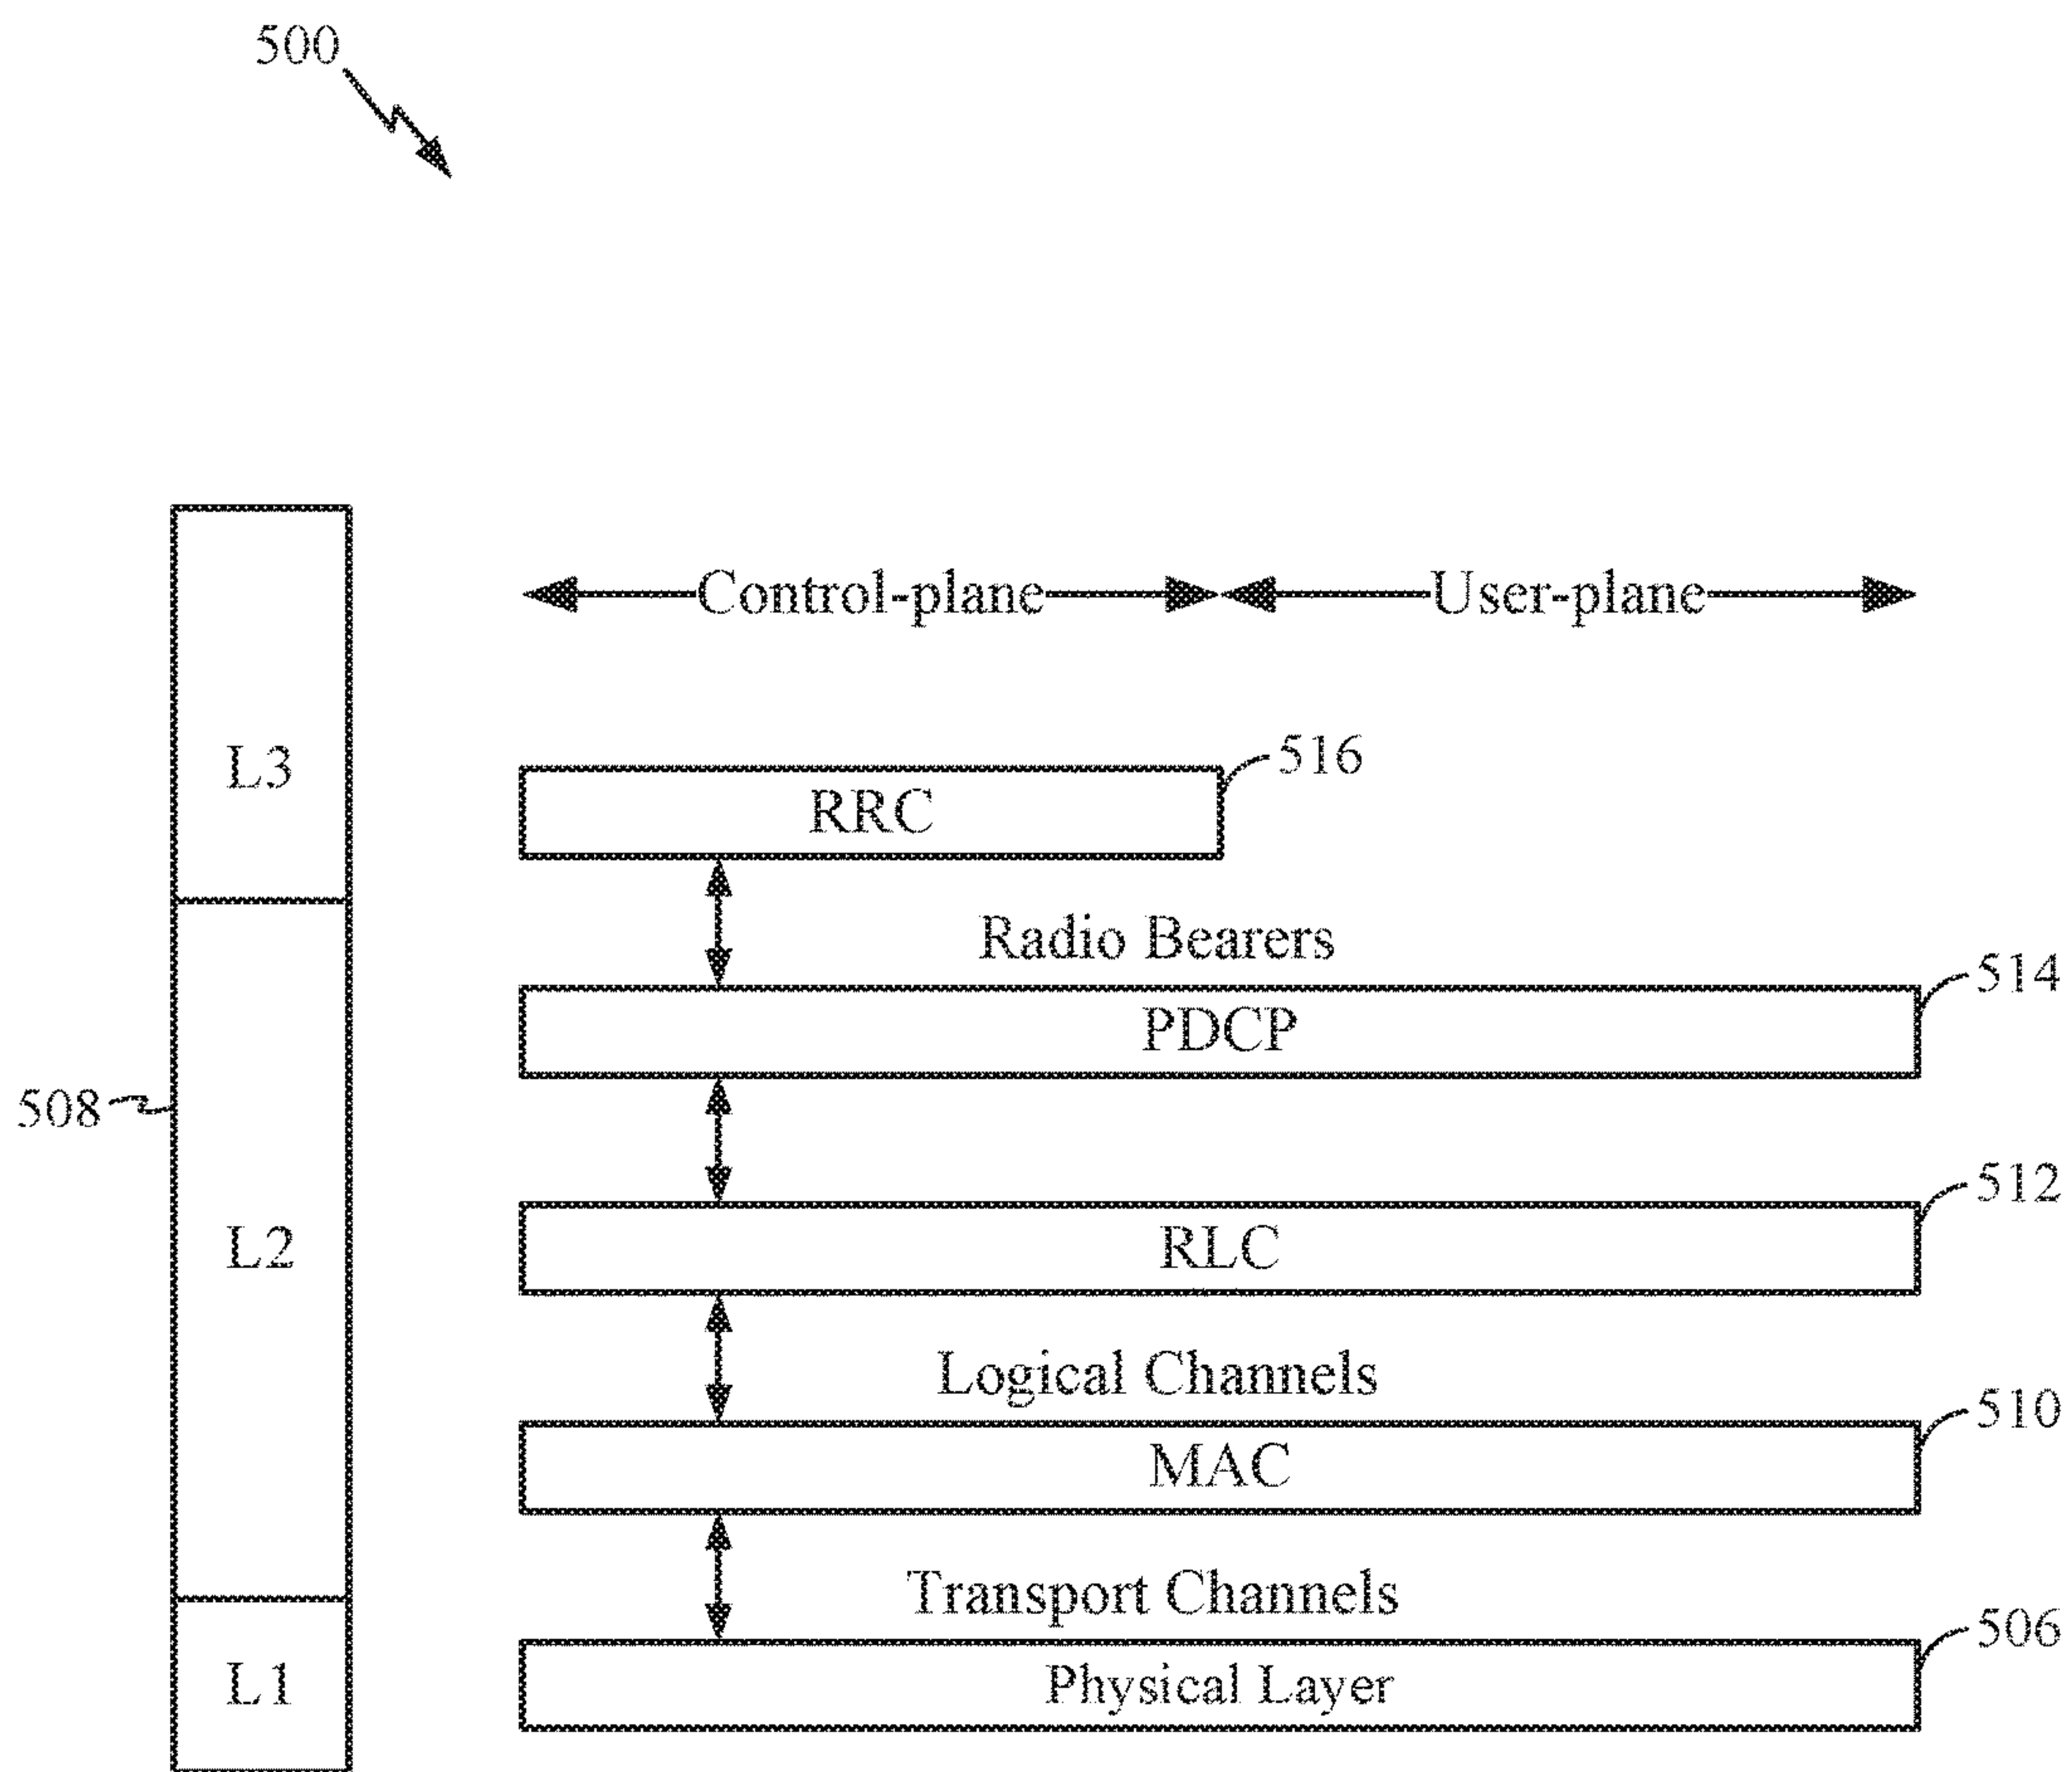 500
Control-plane User-plane
L3
RRC
516
Radio Bearers
PDCP
514
508
RLC
512
L2
Logical Channels
MAC
510
Transport Channels
Physical Layer
506
L1